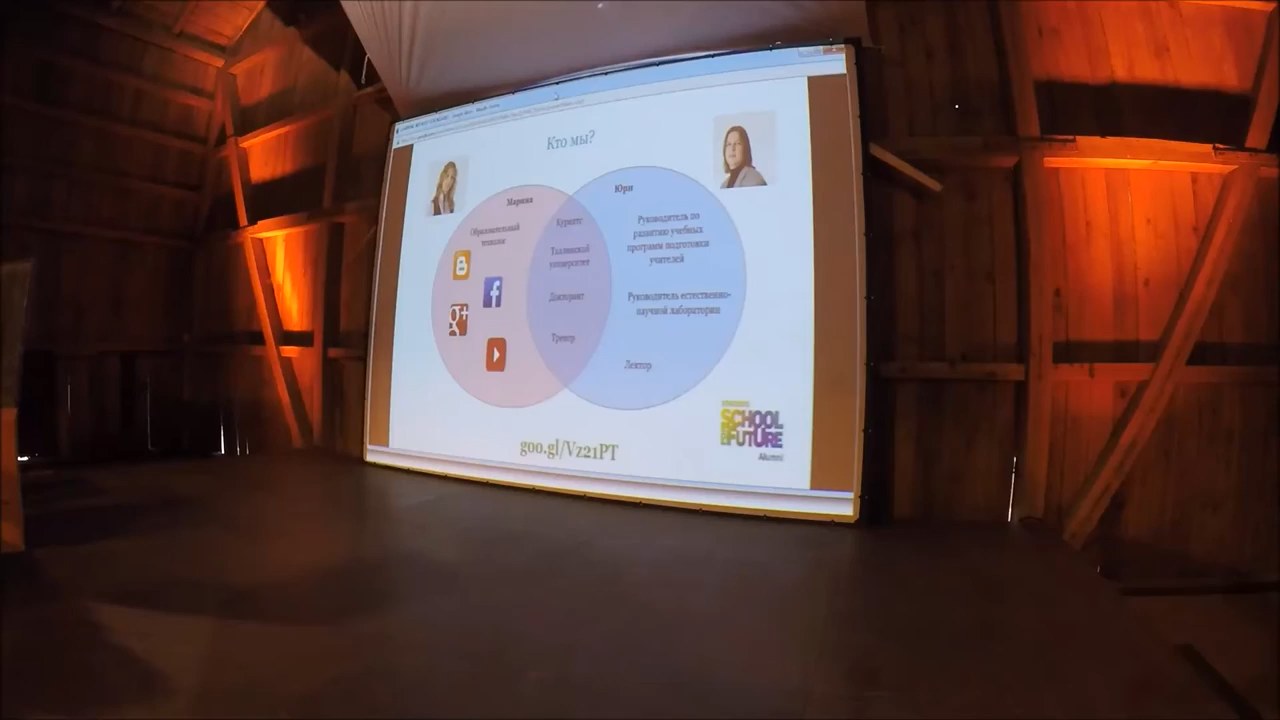 Кто мы?
Марина
Юри
Образовательный
технолог
Таллинский
университет
Докторант
Тренер
Руководитель по
развитию учебных
программ подготовки
учителей
Руководитель естественно-
научной лаборатории
Лектор
goo.gl/Vz21PT
SCHOOL
FUTURE
Alumni